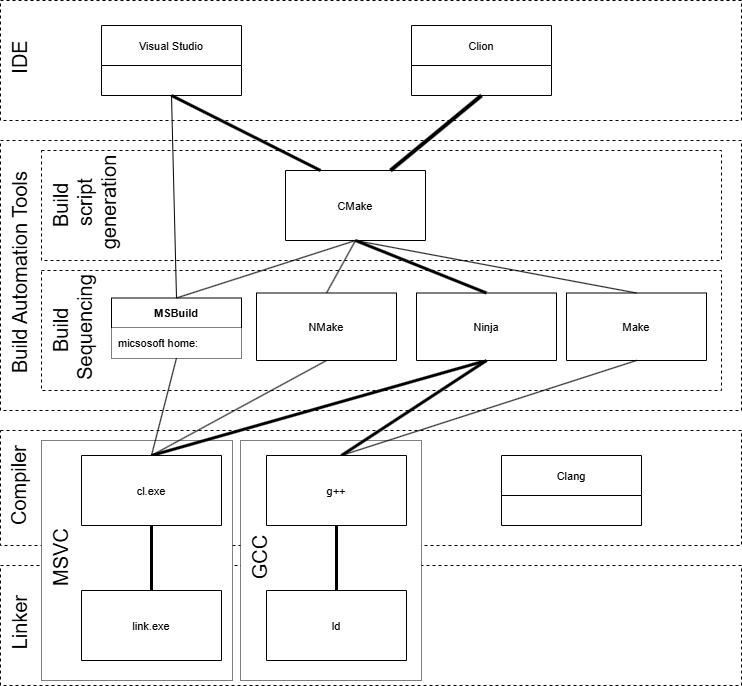 IDE
Visual Studio
Clion
Build Automation Tools
Build
script
generation
CMake
Build
Sequencing
MSBuild
micsosoft home:
NMake
Ninja
Make
Compiler
MSVC
cl.exe
GCC
g++
Clang
Linker
link.exe
ld